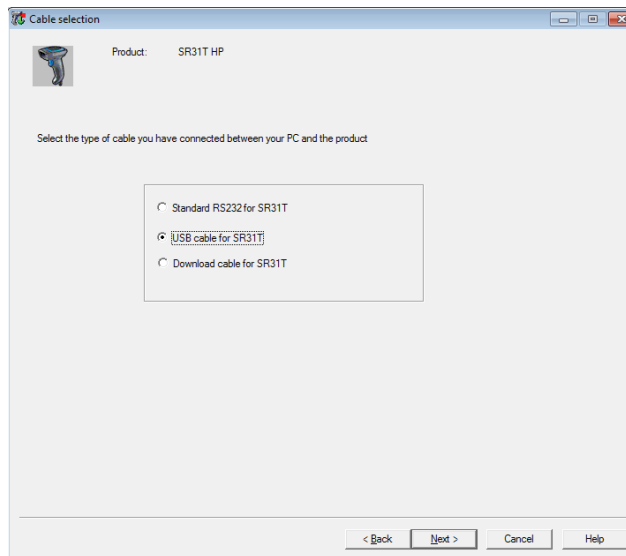 Cable selection
Product: SR31T HP
Select the type of cable you have connected between your PC and the product
Standard RS232 for SR31T
USB cable for SR31T
Download cable for SR31T
< Back Next > Cancel Help